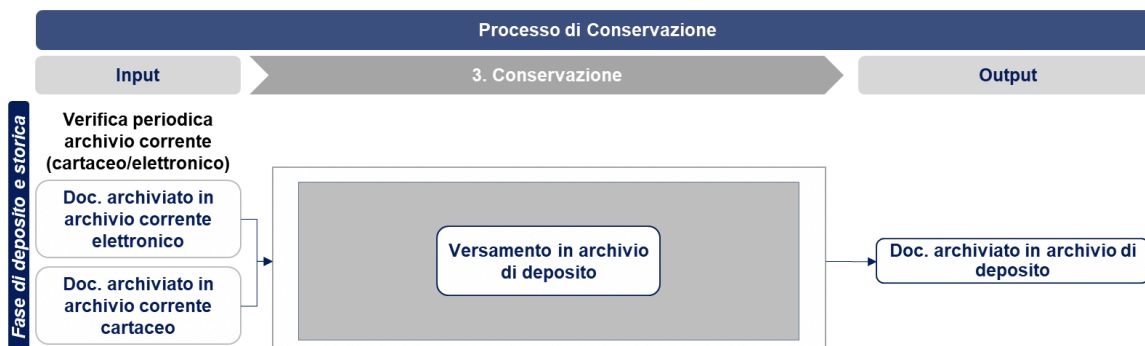 Processo di Conservazione
Input
3. Conservazione
Output
Fase di deposito e storica
Verifica periodica
archivio corrente
(cartaceo/elettronico)
Doc. archiviato in
archivio corrente
elettronico
Doc. archiviato in
archivio corrente
cartaceo
Versamento in archivio
di deposito
Doc. archiviato in archivio di
deposito